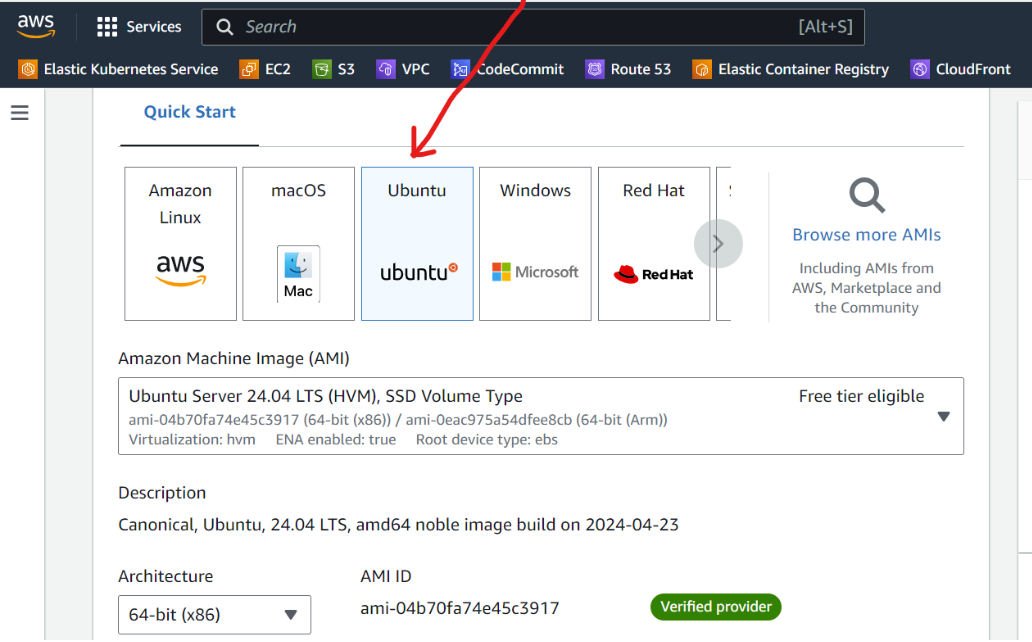 aws
Services
Search
[Alt+S]
Elastic Kubernetes Service
EC2
S3
VPC
CodeCommit
Route 53
Elastic Container Registry
CloudFront
Quick Start
Amazon
Linux
aws
macOS
Mac
Ubuntu
ubuntu
Windows
Microsoft
Red Hat
Red Hat
Browse more AMIs
Including AMIs from
AWS, Marketplace and
the Community
Amazon Machine Image (AMI)
Ubuntu Server 24.04 LTS (HVM), SSD Volume Type
Free tier eligible
ami-04b70fa74e45c3917 (64-bit (x86)) / ami-0eac975a54dfee8cb (64-bit (Arm))
Virtualization: hvm ENA enabled: true Root device type: ebs
Description
Canonical, Ubuntu, 24.04 LTS, amd64 noble image build on 2024-04-23
Architecture
AMI ID
64-bit (x86)
ami-04b70fa74e45c3917
Verified provider